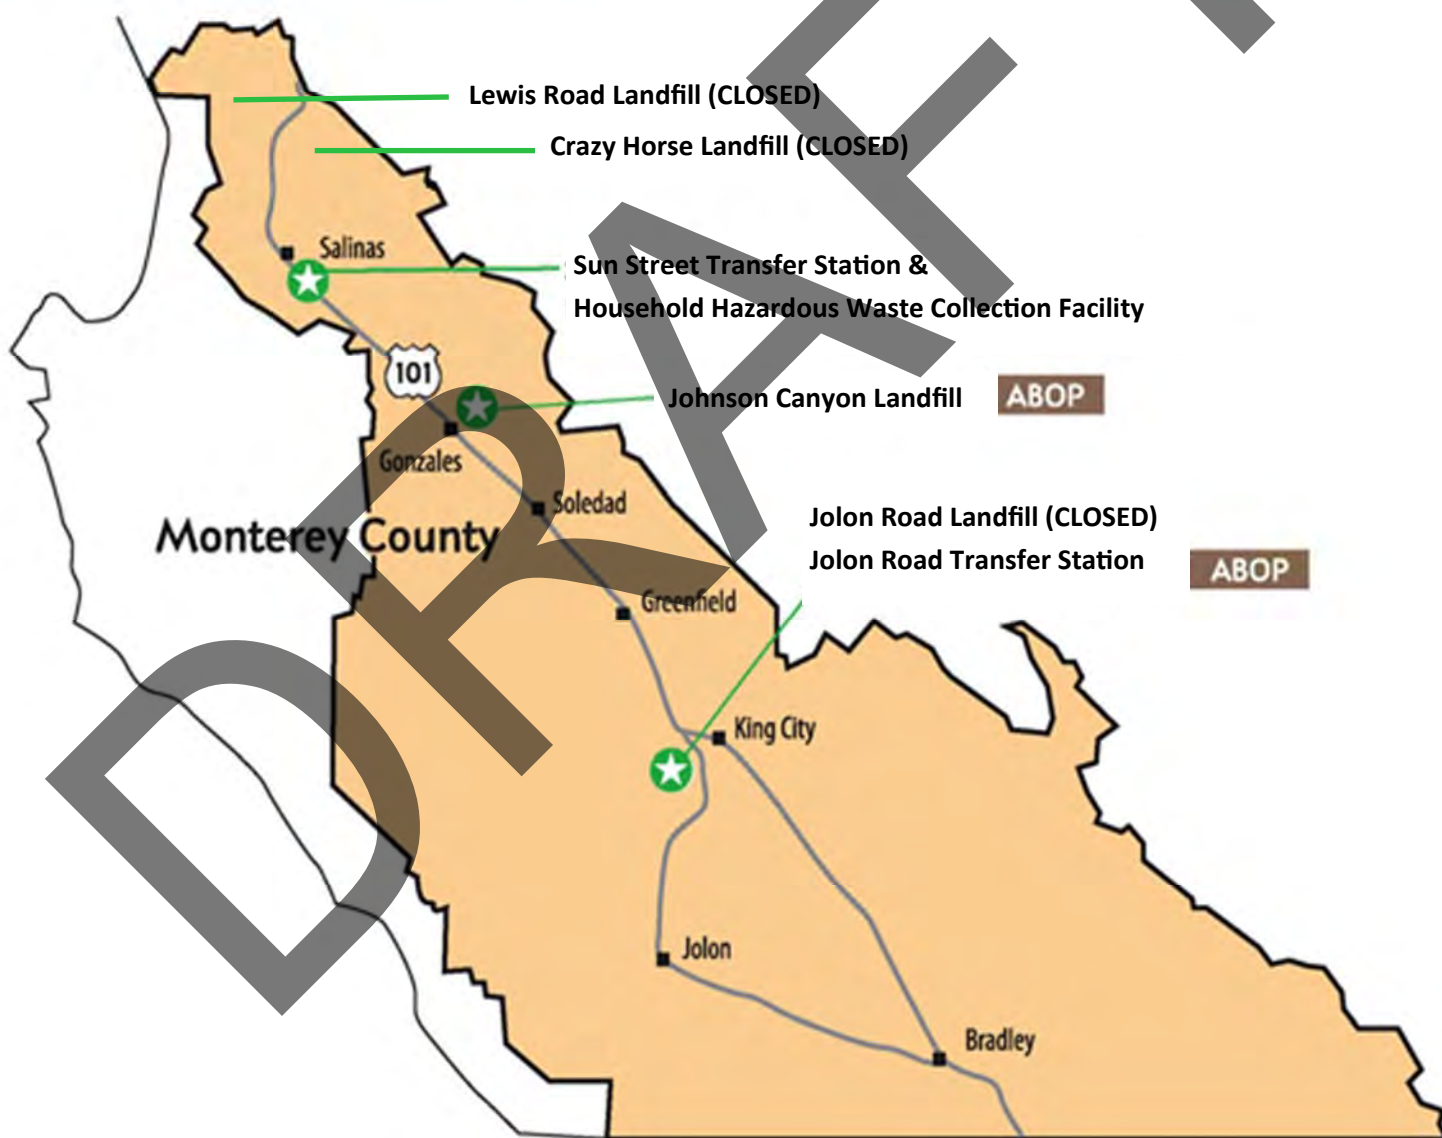 Lewis Road Landfill (CLOSED)
Crazy Horse Landfill (CLOSED)
Salinas
Sun Street Transfer Station &
Household Hazardous Waste Collection Facility
101
Johnson Canyon Landfill
ABOP
Gonzales
Soledad
Monterey County
Jolon Road Landfill (CLOSED)
Jolon Road Transfer Station
ABOP
Greenfield
King City
Jolon
Bradley
DRAFT